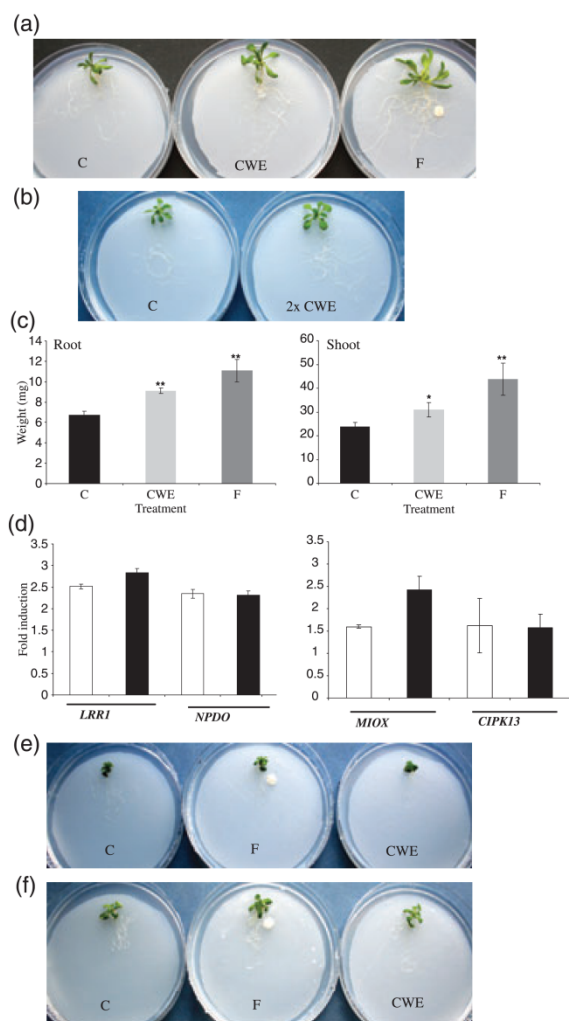 (a)
C
CWE
F
(b)
C
2x CWE
(c)
Root
Weight (mg)
14
12
10
8
6
4
2
0
**
**
C
CWE
F
Treatment
Shoot
60
50
40
30
20
10
0
*
**
C
CWE
F
Treatment
(d)
Fold induction
3.5
3
2.5
2
1.5
1
0.5
0
LRR1
NPDO
3.5
3
2.5
2
1.5
1
0.5
0
MIOX
CIPK13
(e)
C
F
CWE
(f)
C
F
CWE